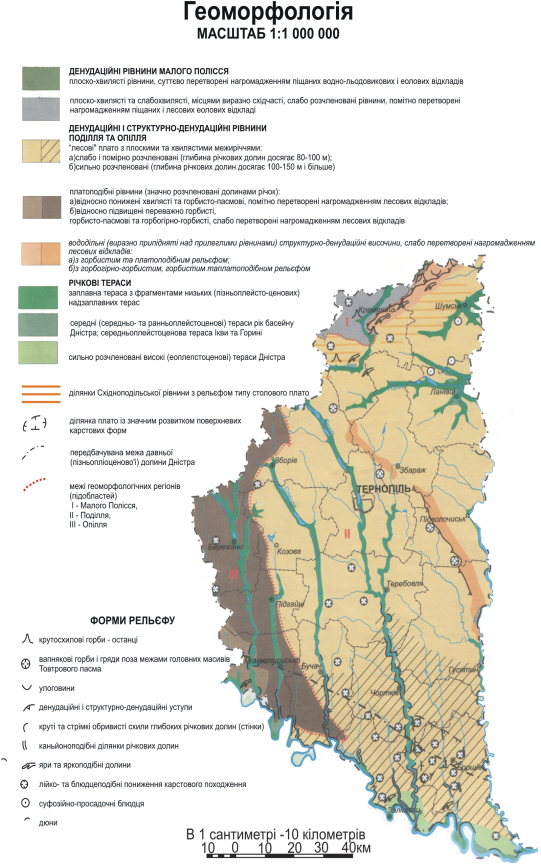 Геоморфологія
МАСШТАБ 1:1 000 000
ДЕНУДАЦІЙНІ РІВНИНИ МАЛОГО ПОЛІССЯ
плоско-хвилясті рівнини, суттєво перетворені нагромадженням піщаних водно-льодовикових і еолових відкладів
плоско-хвилясті та слабохвилясті, місцями виразно східчасті, слабо розчленовані рівнини, помітно перетворені
нагромадженням піщаних і лесових еолових відкладі
ДЕНУДАЦІЙНІ І СТРУКТУРНО-ДЕНУДАЦІЙНІ РІВНИНИ
ПОДІЛЛЯ ТА ОПІЛЛЯ
"лесові" плато з плоскими та хвилястими межиріччями:
а)слабо і помірно розчленовані (глибина річкових долин досягає 80-100 м);
б)сильно розчленовані (глибина річкових долин досягає 100-150 м і більше)
платоподібні рівнини (значно розчленовані долинами річок):
а)відносно понижені хвилясті та горбисто-пасмові, помітно перетворені нагромадженням лесових відкладів;
б)відносно підвищені переважно горбисті,
горбисто-пасмові та горбогірно-горбисті, слабо перетворені нагромадженням лесових відкладів
вододільні (виразно припідняті над прилеглими рівнинами) структурно-денудаційні височини, слабо перетворені нагромадженням
лесових відкладів:
а)з горбистим та платоподібним рельєфом;
б)з горбогірно-горбистим, горбистим таплатоподібним рельєфом
РІЧКОВІ ТЕРАСИ
заплавна тераса з фрагментами низьких (пізньоплейсто-ценових)
надзаплавних терас
середні (середньо- та ранньоплейстоценові) тераси рік басейну
Дністра; середньоплейстоценова тераса Ікви та Горині
сильно розчленовані високі (еоплепстоценові) тераси Дністра
ділянки Східноподільської рівнини з рельєфом типу столового плато
ділянка плато із значним розвитком поверхневих
карстових форм
передбачувана межа давньої
(пізньопліоценово'ї) долини Дністра
межі геоморфологічних регіонів
(підобластей)
I - Малого Полісся,
II - Поділля,
III - Опілля
ФОРМИ РЕЛЬЄФУ
крутосхилові горби - останці
вапнякові горби і гряди поза межами головних масивів
Товтрового пасма
улоговини
денудаційні і структурно-денудаційні уступи
круті та стрімкі обривисті схили глибоких річкових долин (стінки)
каньйоноподібні ділянки річкових долин
яри та яркоподібні долини
лійко- та блюдцеподібні пониження карстового походження
суфозійно-просадочні блюдця
дюни
Кременець
Шумськ
I
Ланівці
Зборів
Збараж
ТЕРНОПІЛЬ
Підволочиськ
II
Бережани
Козова
III
Теребовля
Підгайці
Монастириська
Бучач
Гусятин
Чортків
Борщів
Заліщики
В 1 сантиметрі -10 кілометрів
10 0 10 20 30 40км